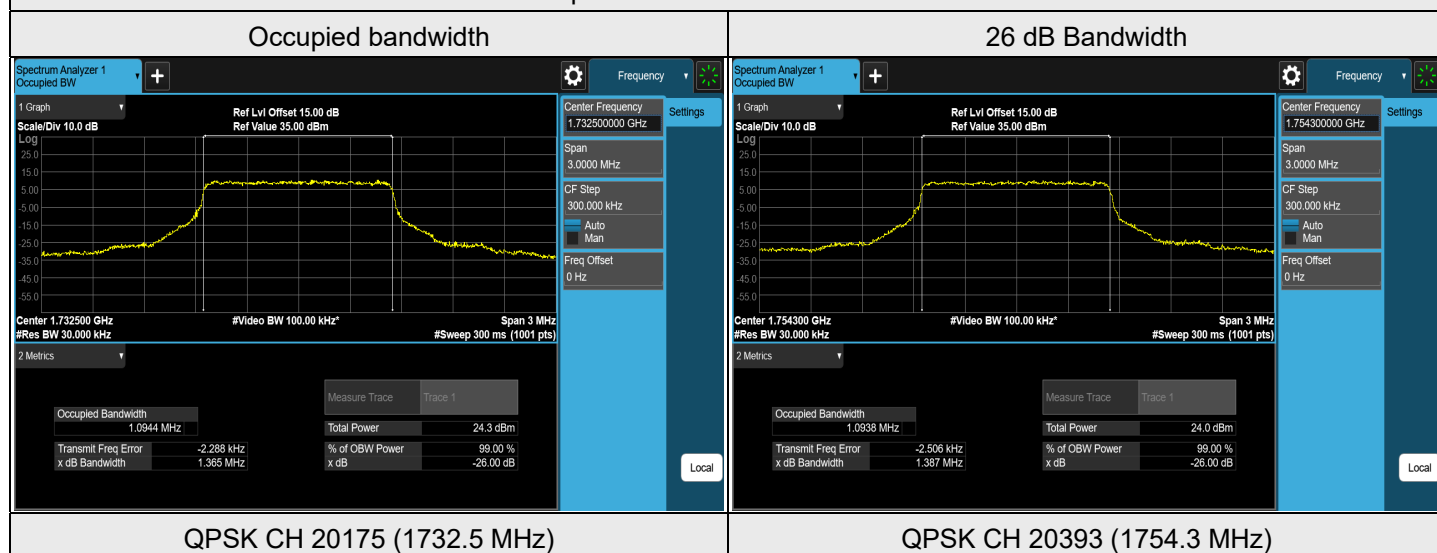 Occupied bandwidth
26 dB Bandwidth
Spectrum Analyzer 1
Occupied BW
Frequency
1 Graph
Ref Lvl Offset 15.00 dB
Scale/Div 10.0 dB
Ref Value 35.00 dBm
Log
25.0
15.0
5.00
-5.00
-15.0
-25.0
-35.0
-45.0
-55.0
Center 1.732500 GHz
#Video BW 100.00 kHz*
Span 3 MHz
#Res BW 30.000 kHz
#Sweep 300 ms (1001 pts)
Center Frequency
1.732500000 GHz
Settings
Span
3.0000 MHz
CF Step
300.000 kHz
Auto
Man
Freq Offset
0 Hz
Local
2 Metrics
Measure Trace Trace 1
Occupied Bandwidth
1.0944 MHz
Total Power 24.3 dBm
Transmit Freq Error -2.288 kHz
% of OBW Power 99.00 %
x dB Bandwidth 1.365 MHz
x dB -26.00 dB
Spectrum Analyzer 1
Occupied BW
Frequency
1 Graph
Ref Lvl Offset 15.00 dB
Scale/Div 10.0 dB
Ref Value 35.00 dBm
Log
25.0
15.0
5.00
-5.00
-15.0
-25.0
-35.0
-45.0
-55.0
Center 1.754300 GHz
#Video BW 100.00 kHz*
Span 3 MHz
#Res BW 30.000 kHz
#Sweep 300 ms (1001 pts)
Center Frequency
1.754300000 GHz
Settings
Span
3.0000 MHz
CF Step
300.000 kHz
Auto
Man
Freq Offset
0 Hz
Local
2 Metrics
Measure Trace Trace 1
Occupied Bandwidth
1.0938 MHz
Total Power 24.0 dBm
Transmit Freq Error -2.506 kHz
% of OBW Power 99.00 %
x dB Bandwidth 1.387 MHz
x dB -26.00 dB
QPSK CH 20175 (1732.5 MHz)
QPSK CH 20393 (1754.3 MHz)